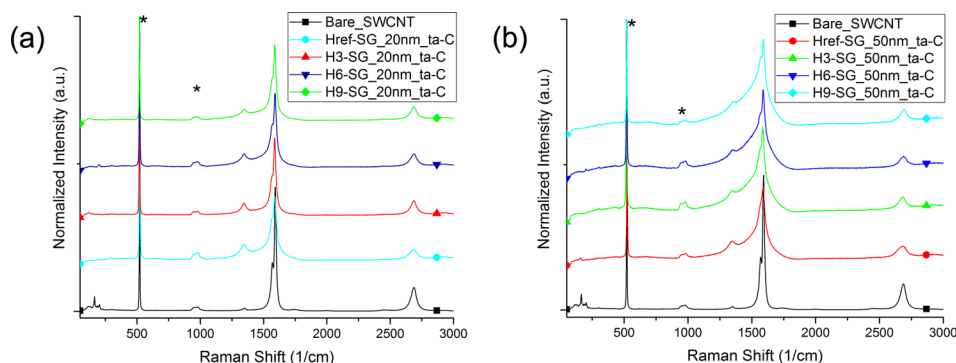 (a)
*
*
Bare_SWCNT
Href-SG_20nm_ta-C
H3-SG_20nm_ta-C
H6-SG_20nm_ta-C
H9-SG_20nm_ta-C
Normalized Intensity (a.u.)
500 1000 1500 2000 2500 3000
Raman Shift (1/cm)
(b)
*
*
Bare_SWCNT
Href-SG_50nm_ta-C
H3-SG_50nm_ta-C
H6-SG_50nm_ta-C
H9-SG_50nm_ta-C
Normalized Intensity (a.u.)
500 1000 1500 2000 2500 3000
Raman Shift (1/cm)